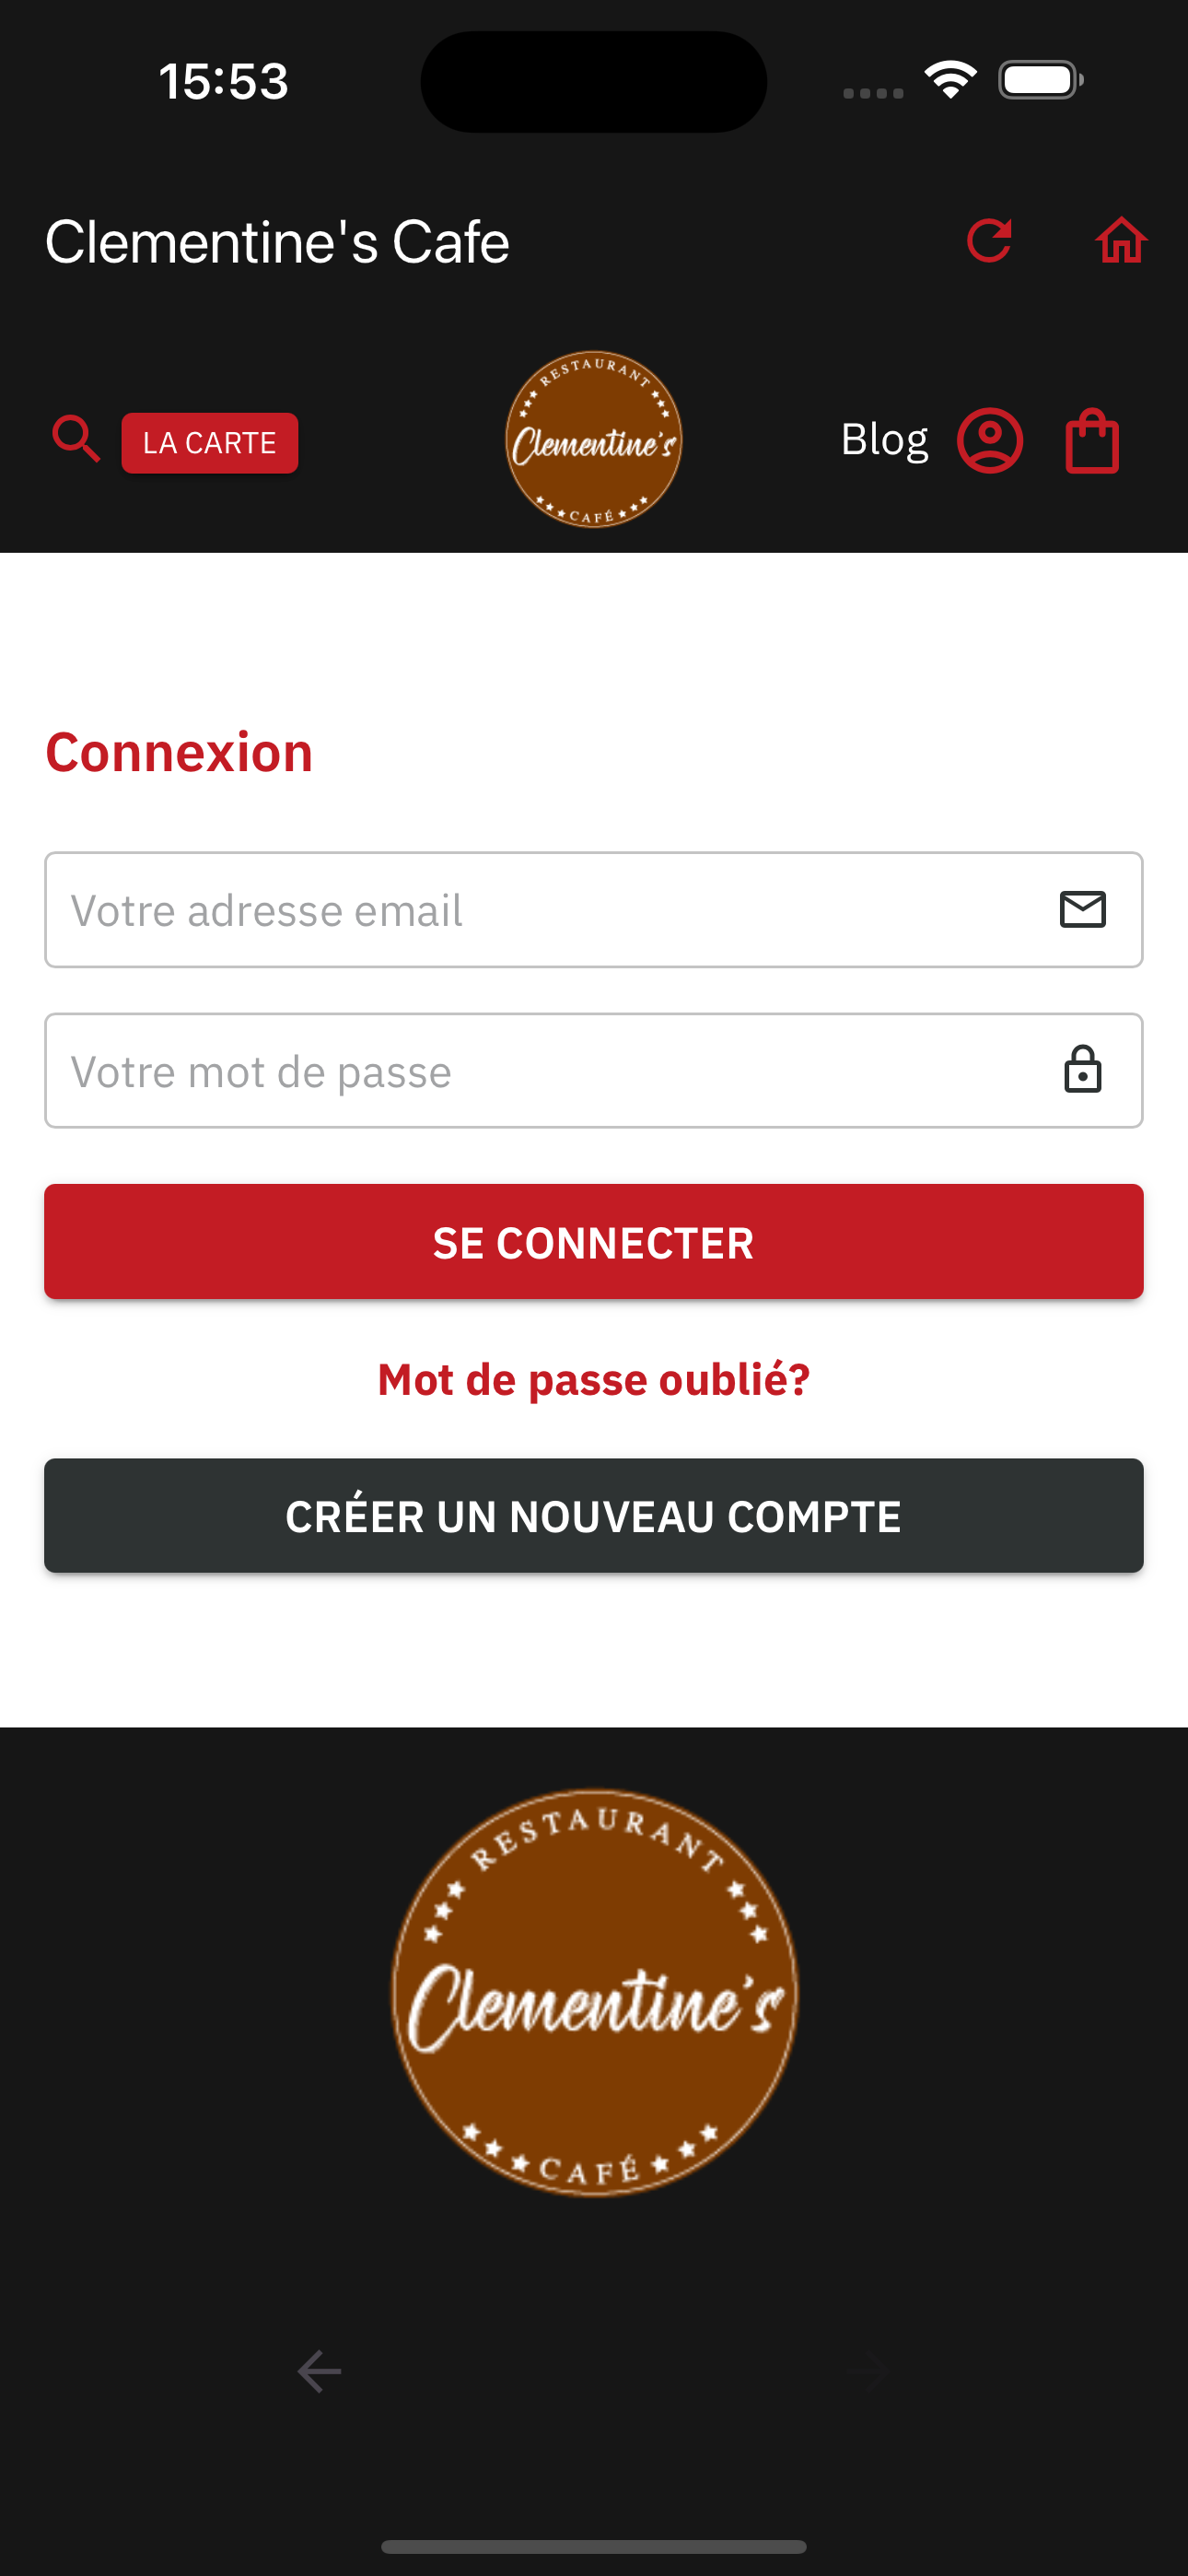 15:53
Clementine's Cafe
LA CARTE
RESTAURANT
Clementine's
CAFÉ
Blog
Connexion
Votre adresse email
Votre mot de passe
SE CONNECTER
Mot de passe oublié?
CRÉER UN NOUVEAU COMPTE
RESTAURANT
Clementine's
CAFÉ